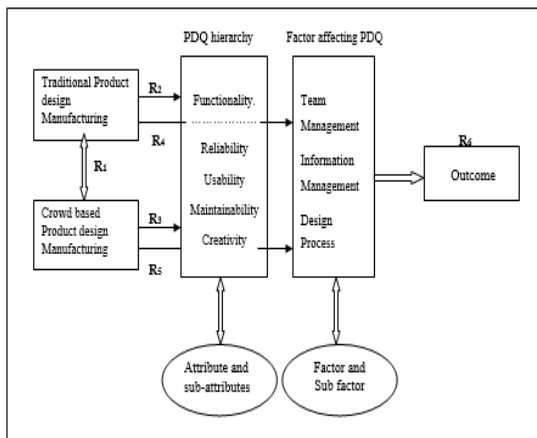 PDQ hierarchy
Factor affecting PDQ
Traditional Product
design
Manufacturing
R2
R4
R1
Crowd based
Product design
Manufacturing
R3
R5
Functionality.
Reliability
Usability
Maintainability
Creativity
Team
Management
Information
Management
Design
Process
R6
Outcome
Attribute and
sub-attributes
Factor and
Sub factor